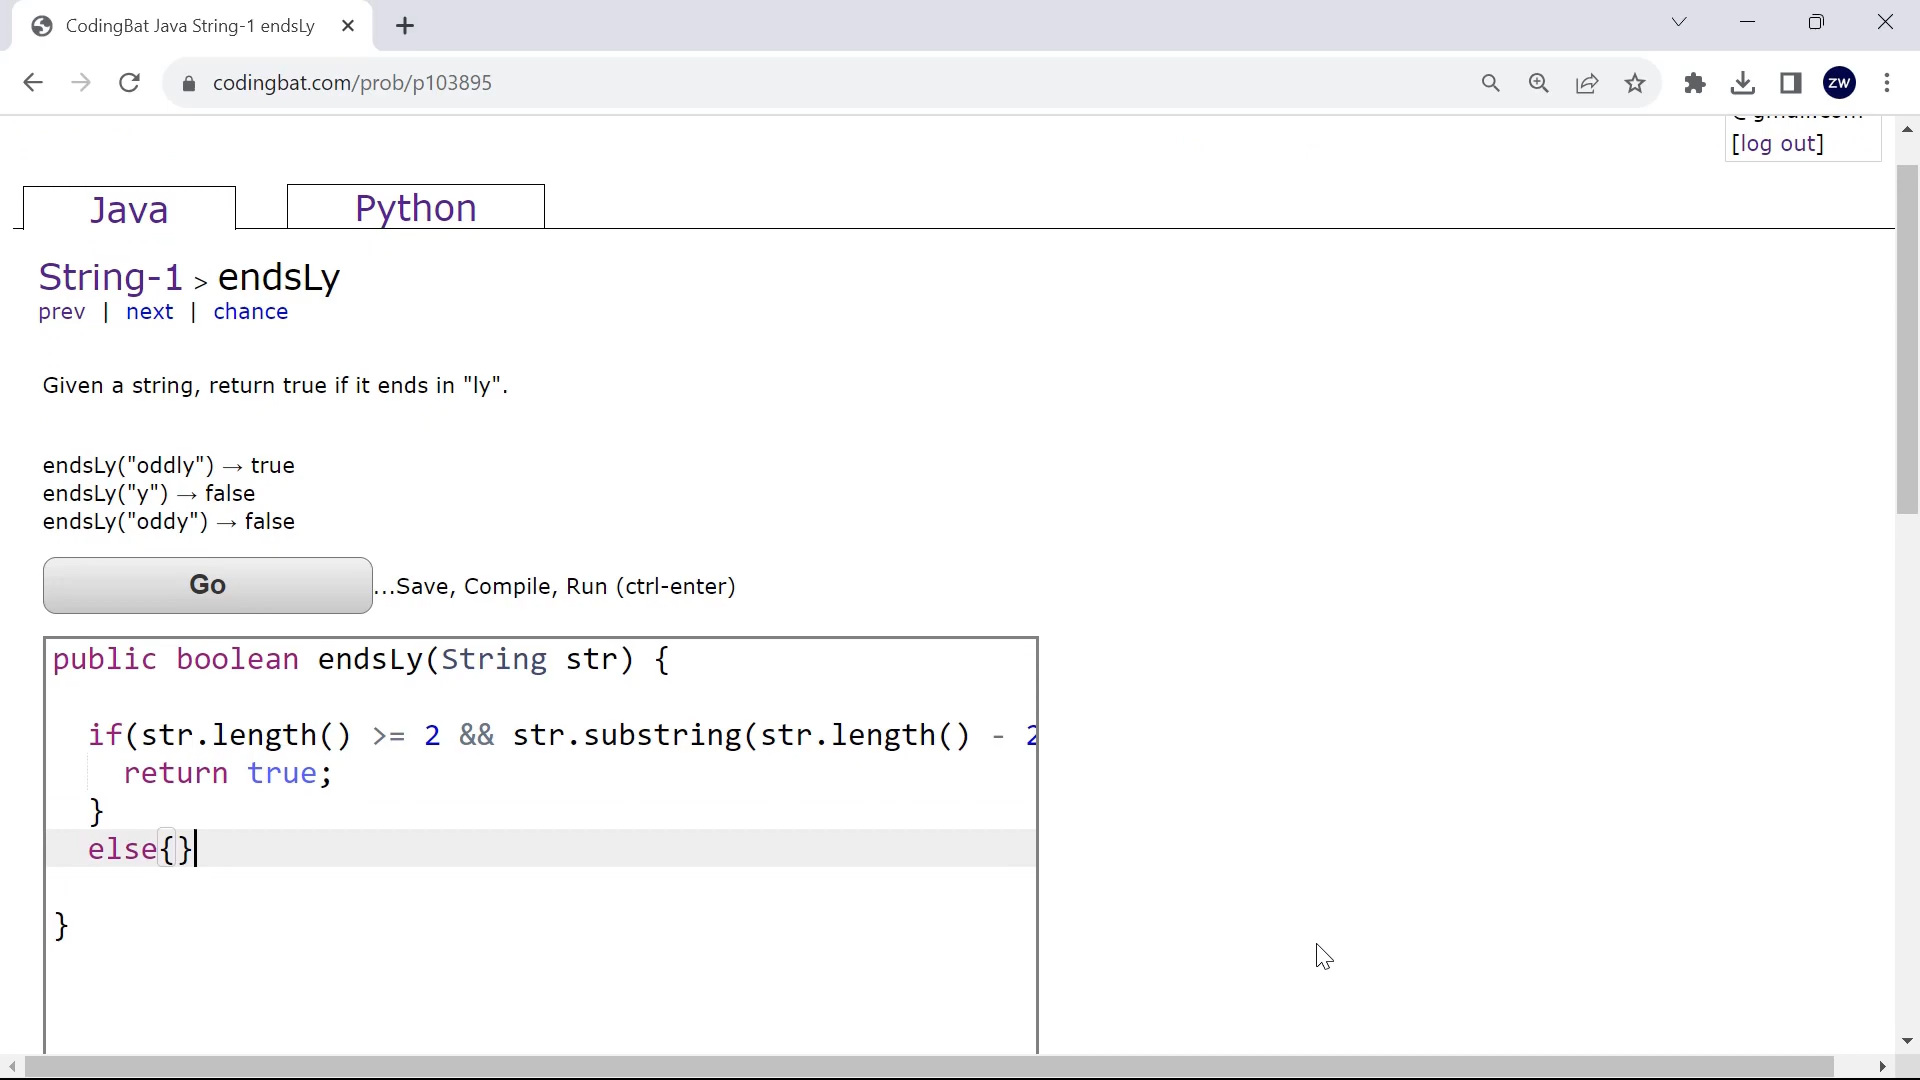 CodingBat Java String-1 endsLy
codingbat.com/prob/p103895
ZW
[log out]
Java
Python
String-1 > endsLy
prev | next | chance
Given a string, return true if it ends in "ly".
endsLy("oddly") → true
endsLy("y") → false
endsLy("oddy") → false
Go
...Save, Compile, Run (ctrl-enter)
public boolean endsLy(String str) {
if(str.length() >= 2 && str.substring(str.length() - 2
return true;
}
else{}
}